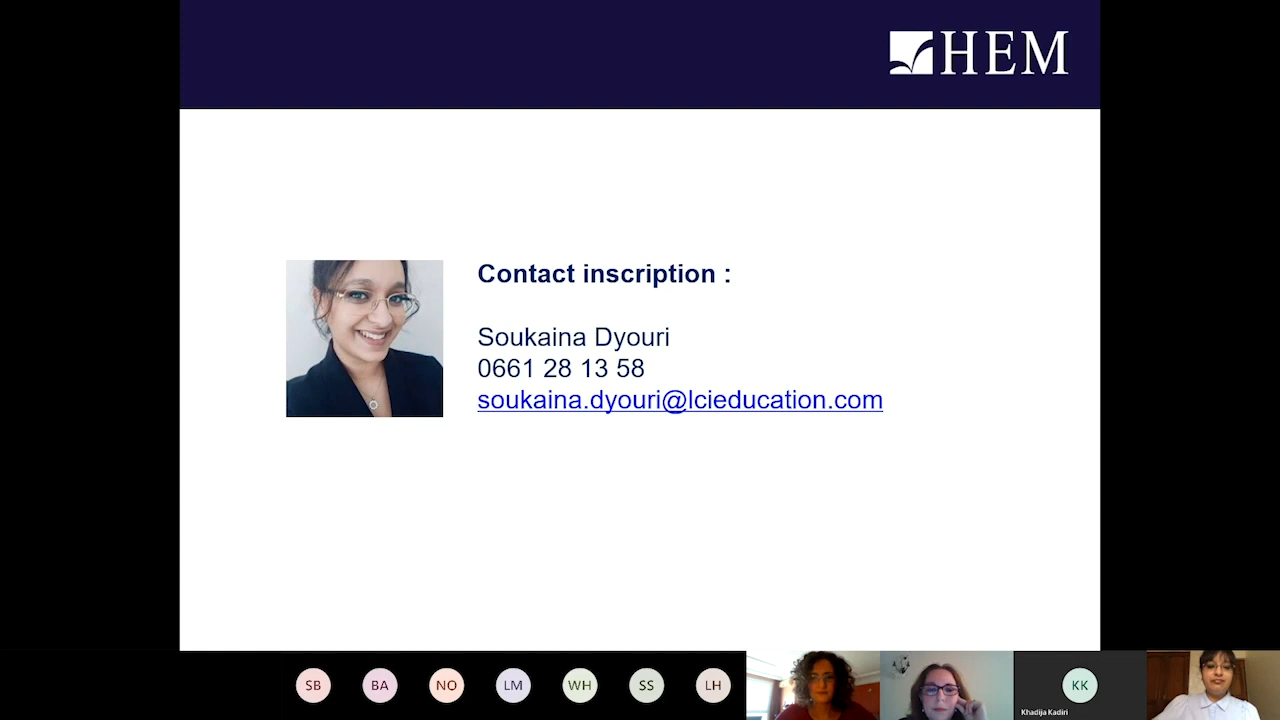 HEM
Contact inscription :
Soukaina Dyouri
0661 28 13 58
soukaina.dyouri@lcieducation.com
SB
BA
NO
LM
WH
SS
LH
KK
Khadija Kadiri